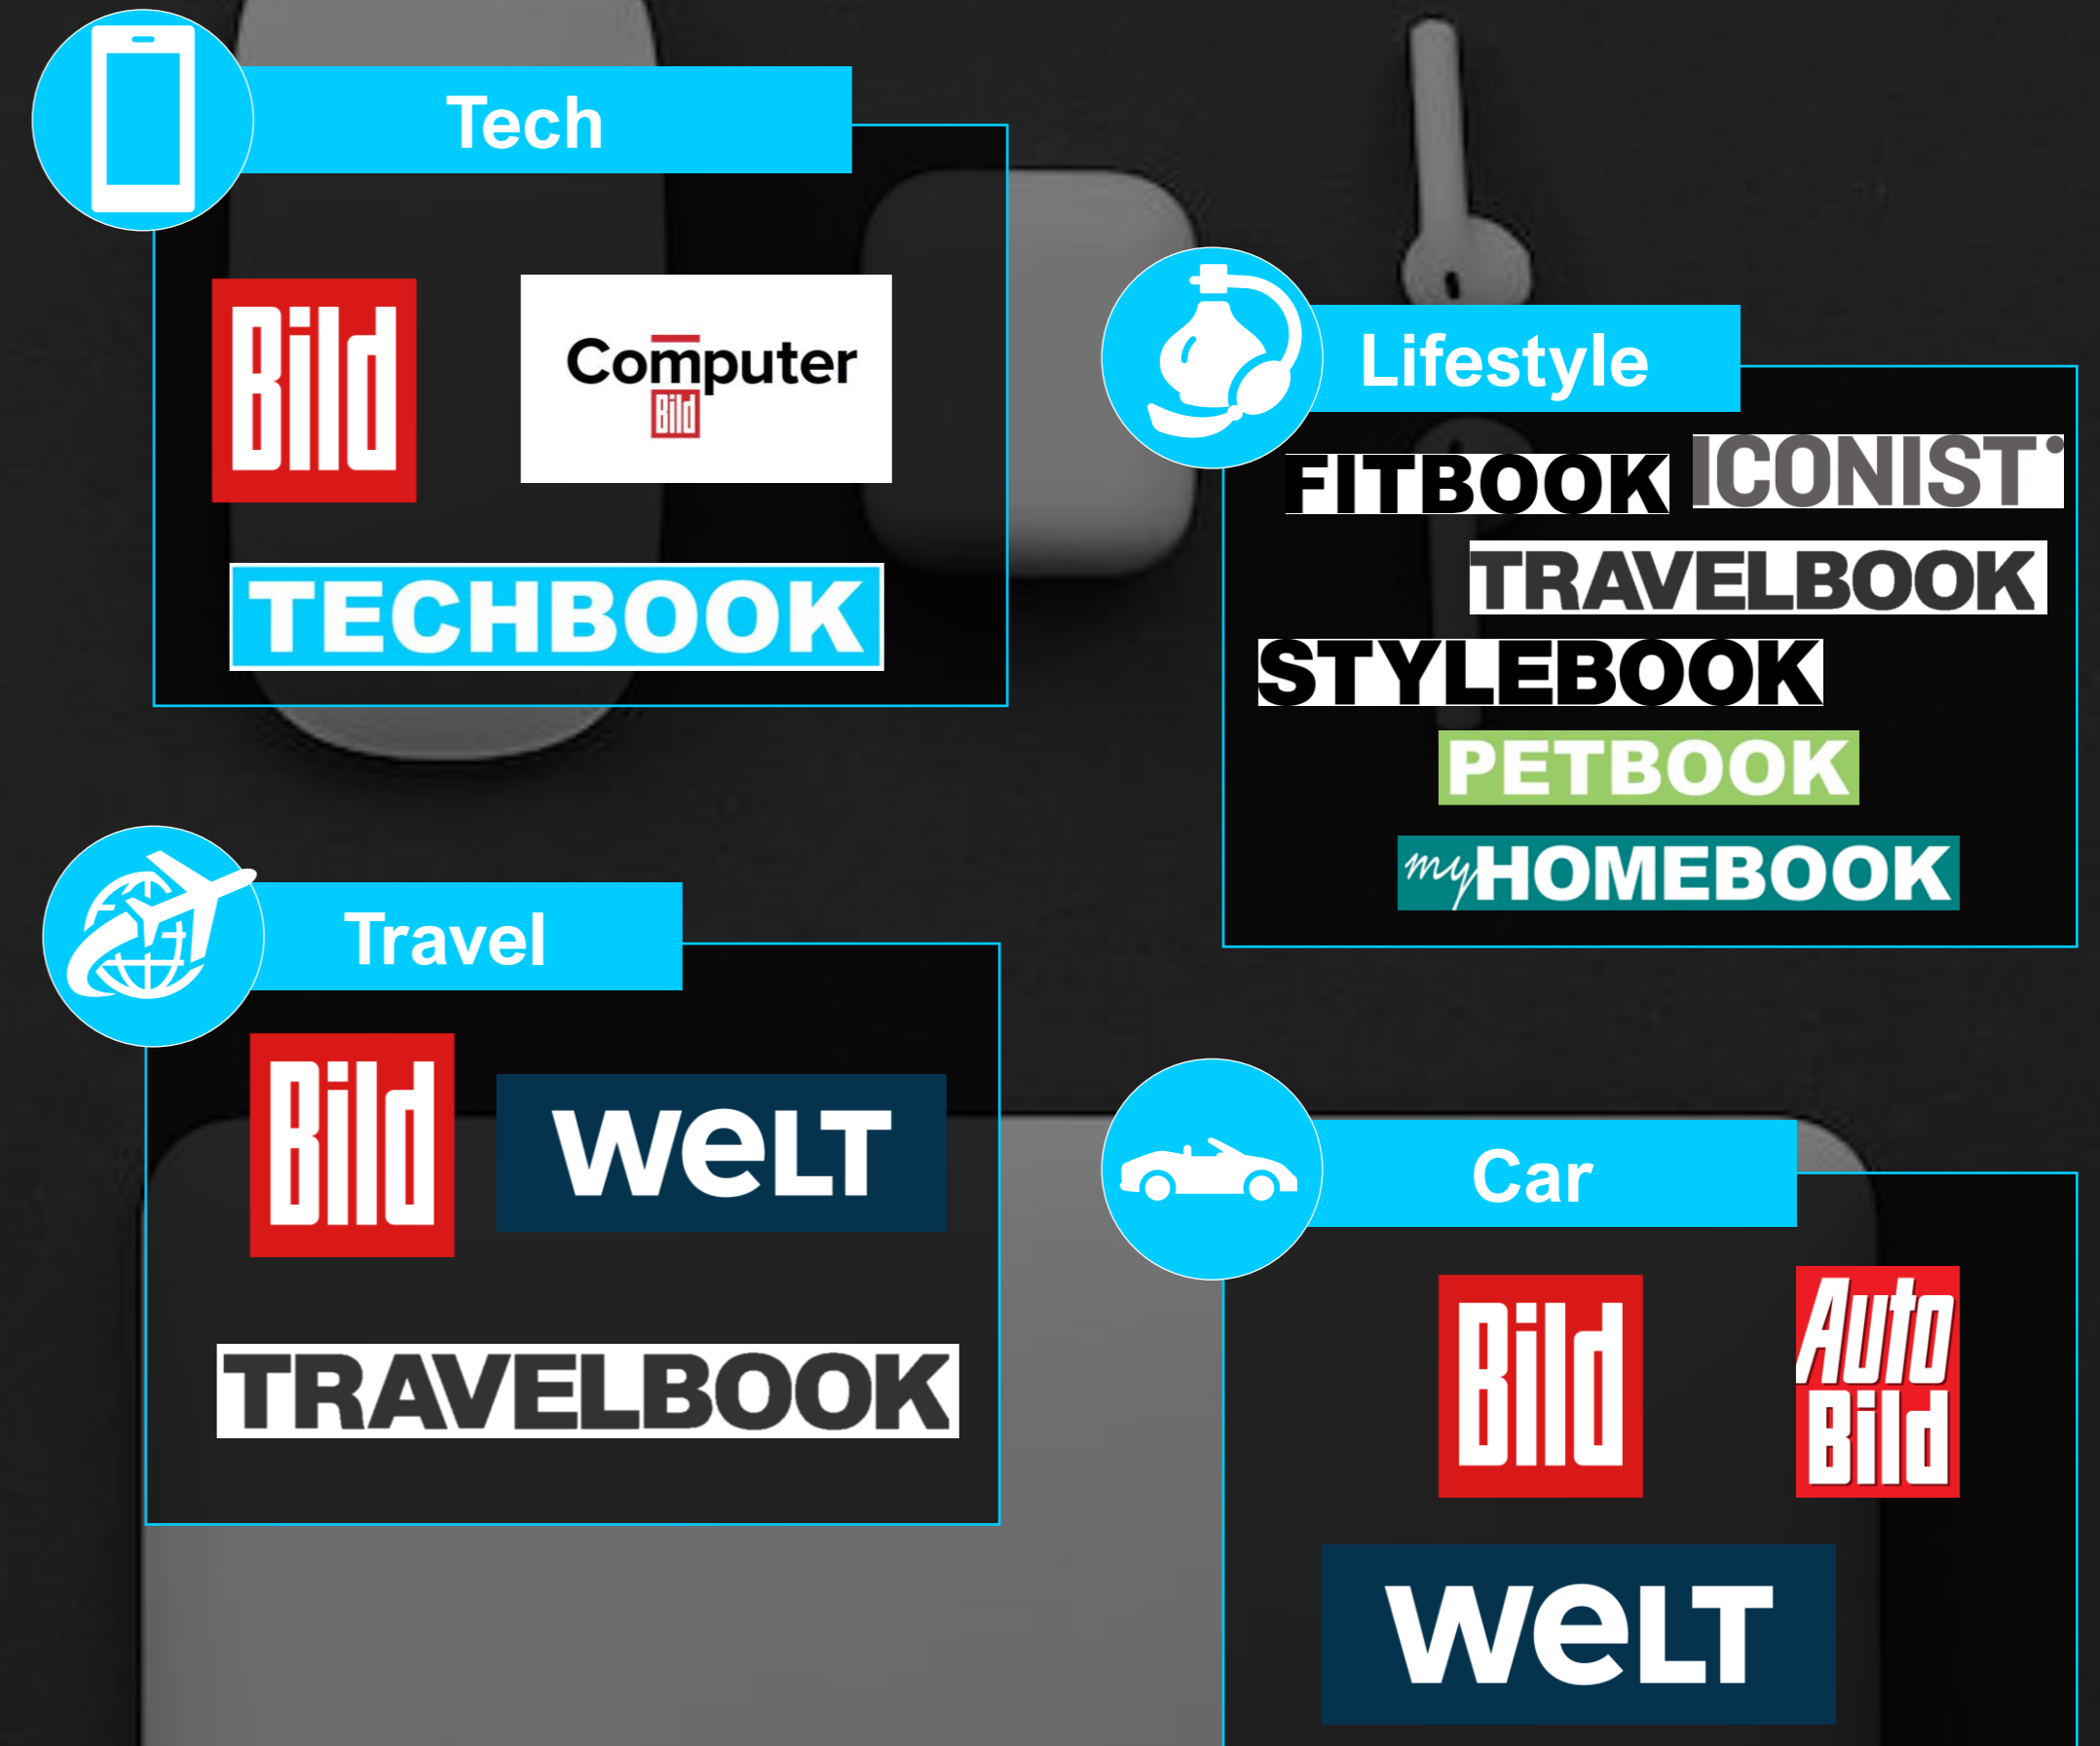 Tech
Bild
Computer
Bild
TECHBOOK
Lifestyle
FITBOOK ICONIST
TRAVELBOOK
STYLEBOOK
PETBOOK
myHOMEBOOK
Travel
Bild WELT
TRAVELBOOK
Car
Bild
Auto
Bild
WELT